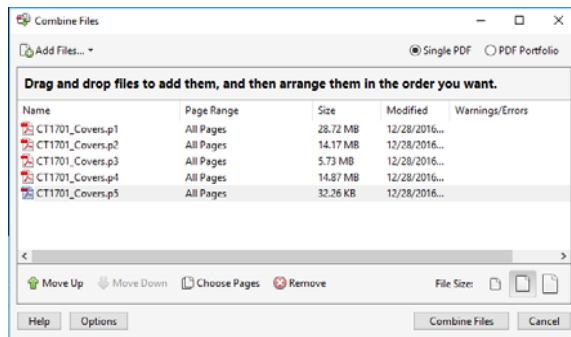 Combine Files
Add Files... Single PDF PDF Portfolio
Drag and drop files to add them, and then arrange them in the order you want.
Name Page Range Size Modified Warnings/Errors
CT1701_Covers.p1 All Pages 28.72 MB 12/28/2016...
CT1701_Covers.p2 All Pages 14.17 MB 12/28/2016...
CT1701_Covers.p3 All Pages 5.73 MB 12/28/2016...
CT1701_Covers.p4 All Pages 14.87 MB 12/28/2016...
CT1701_Covers.p5 All Pages 32.26 KB 12/28/2016...
Move Up Move Down Choose Pages Remove File Size:
Help Options Combine Files Cancel